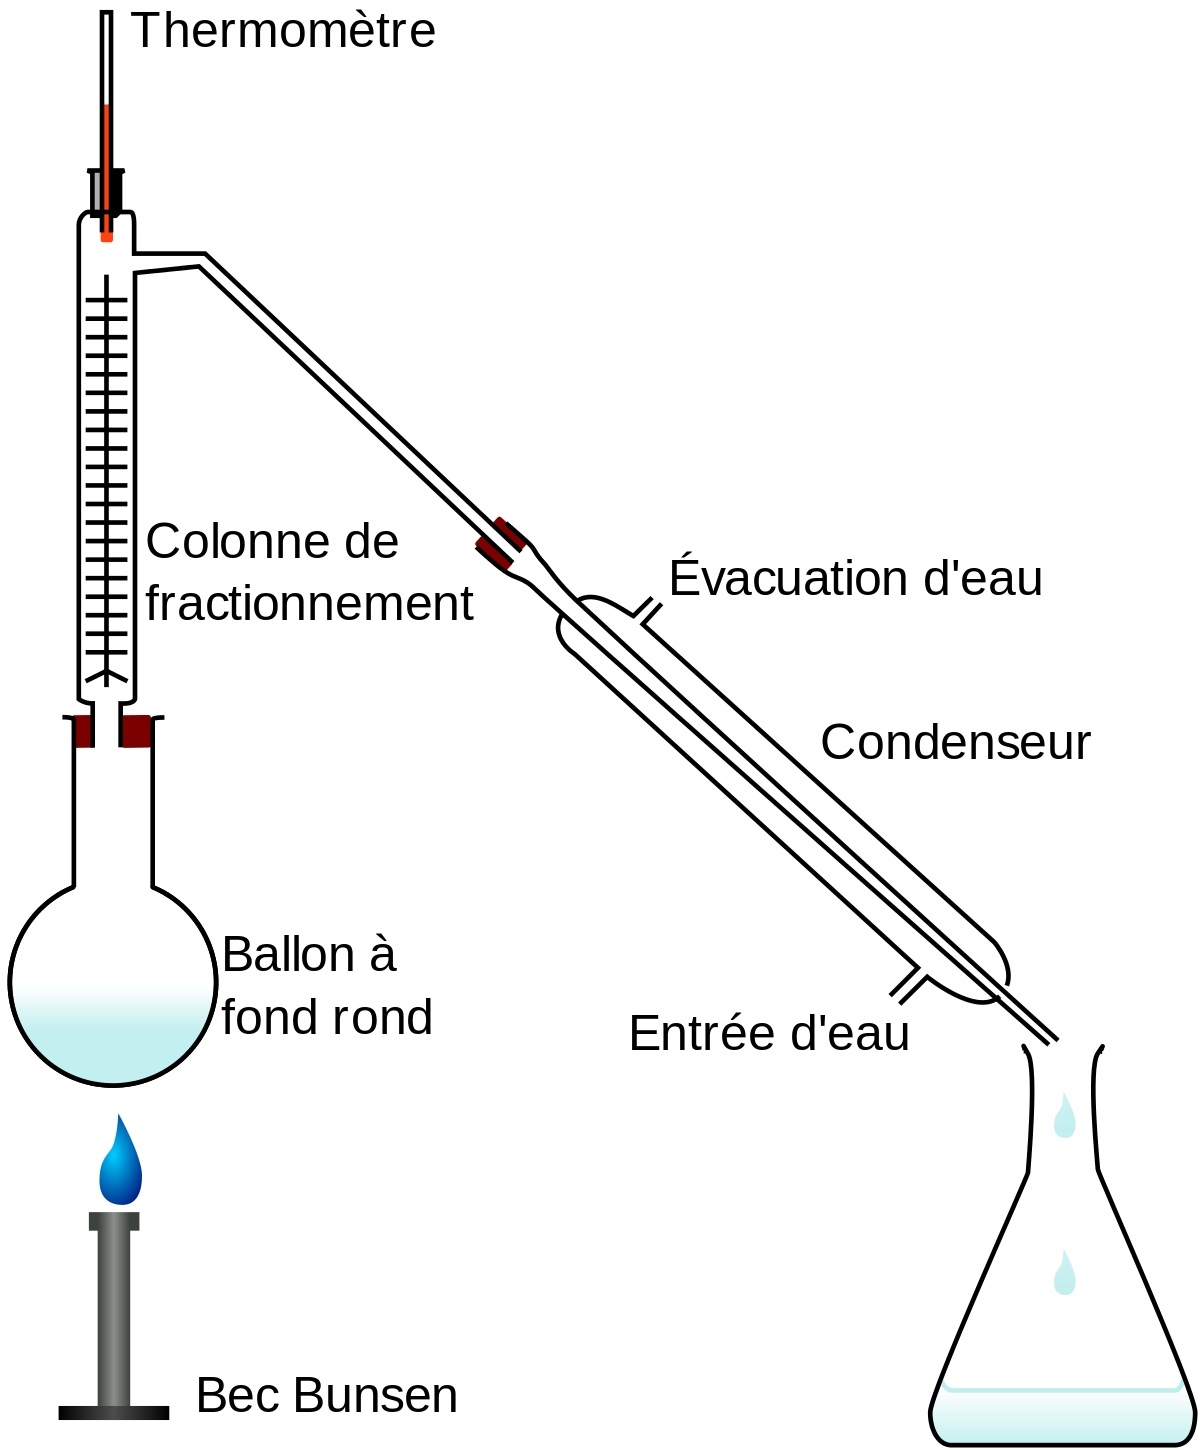 Thermomètre
Colonne de
fractionnement
Évacuation d'eau
Condenseur
Ballon à
fond rond
Entrée d'eau
Bec Bunsen